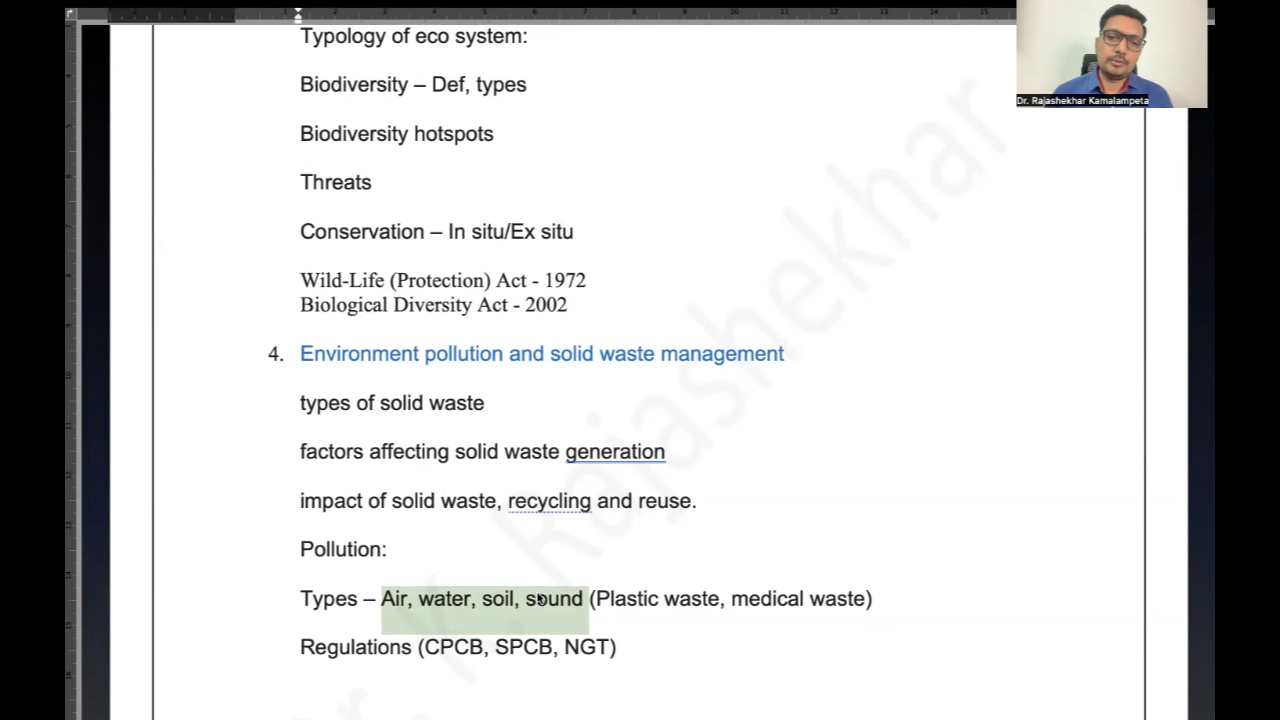 Typology of eco system:
Dr. Rajashekhar Kamalampeta
Biodiversity – Def, types
Biodiversity hotspots
Threats
Conservation – In situ/Ex situ
Wild-Life (Protection) Act - 1972
Biological Diversity Act - 2002
4. Environment pollution and solid waste management
types of solid waste
factors affecting solid waste generation
impact of solid waste, recycling and reuse.
Pollution:
Types – Air, water, soil, sound (Plastic waste, medical waste)
Regulations (CPCB, SPCB, NGT)
Dr. K. Rajashekhar